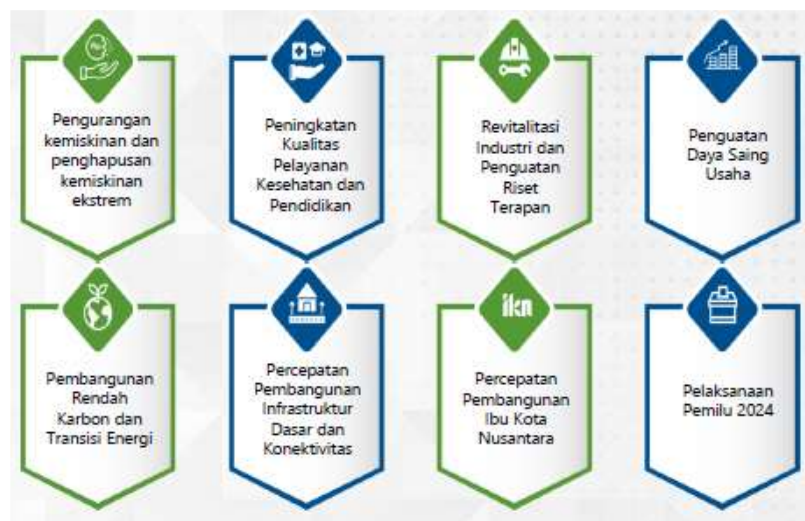 Pengurangan
kemiskinan dan
penghapusan
kemiskinan
ekstrem
Peningkatan
Kualitas
Pelayanan
Kesehatan dan
Pendidikan
Revitalitasi
Industri dan
Penguatan
Riset
Terapan
Penguatan
Daya Saing
Usaha
Pembangunan
Rendah
Karbon dan
Transisi Energi
Percepatan
Pembangunan
Infrastruktur
Dasar dan
Konektivitas
ikn
Percepatan
Pembangunan
Ibu Kota
Nusantara
Pelaksanaan
Pemilu 2024